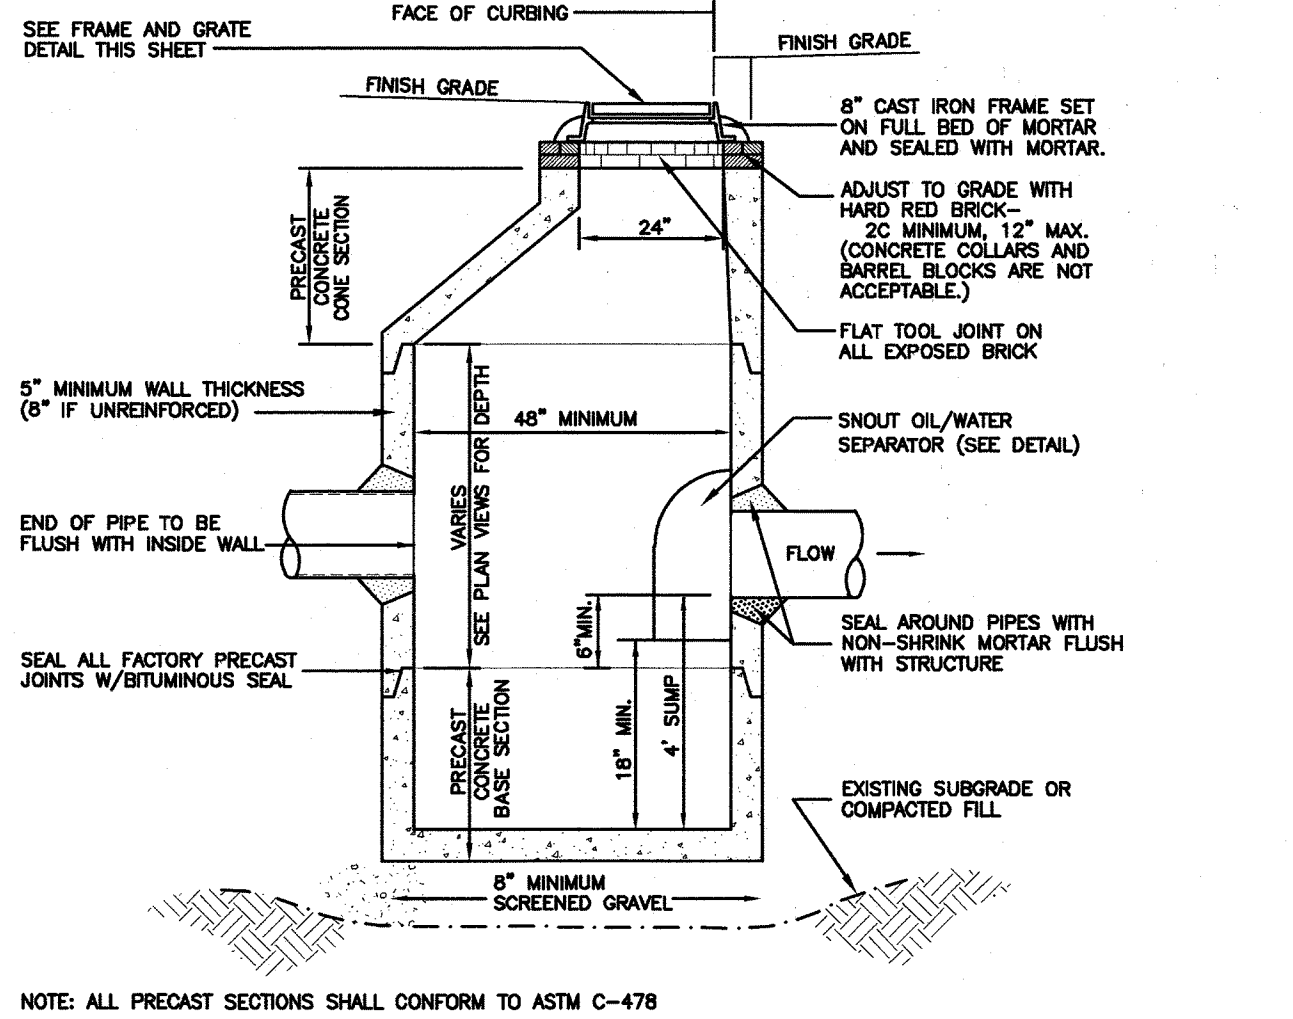 FACE OF CURBING
SEE FRAME AND GRATE
DETAIL THIS SHEET
FINISH GRADE
FINISH GRADE
8" CAST IRON FRAME SET
ON FULL BED OF MORTAR
AND SEALED WITH MORTAR.
ADJUST TO GRADE WITH
HARD RED BRICK-
2C MINIMUM, 12" MAX.
(CONCRETE COLLARS AND
BARREL BLOCKS ARE NOT
ACCEPTABLE.)
PRECAST
CONCRETE
CONE SECTION
24"
FLAT TOOL JOINT ON
ALL EXPOSED BRICK
5" MINIMUM WALL THICKNESS
(8" IF UNREINFORCED)
48" MINIMUM
SNOUT OIL/WATER
SEPARATOR (SEE DETAIL)
VARIES
SEE PLAN VIEWS FOR DEPTH
END OF PIPE TO BE
FLUSH WITH INSIDE WALL
FLOW
6"MIN.
SEAL AROUND PIPES WITH
NON-SHRINK MORTAR FLUSH
WITH STRUCTURE
SEAL ALL FACTORY PRECAST
JOINTS W/BITUMINOUS SEAL
PRECAST
CONCRETE
BASE SECTION
18" MIN.
4' SUMP
EXISTING SUBGRADE OR
COMPACTED FILL
8" MINIMUM
SCREENED GRAVEL
NOTE: ALL PRECAST SECTIONS SHALL CONFORM TO ASTM C-478